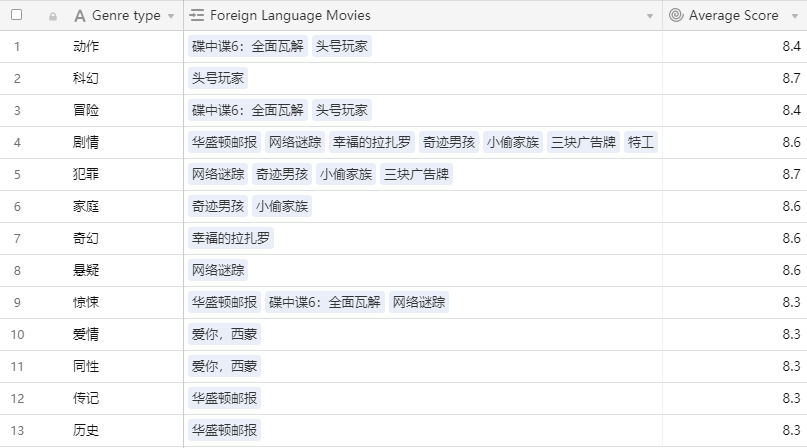 Genre type Foreign Language Movies Average Score
1 动作 碟中谍6：全面瓦解 头号玩家 8.4
2 科幻 头号玩家 8.7
3 冒险 碟中谍6：全面瓦解 头号玩家 8.4
4 剧情 华盛顿邮报 网络谜踪 幸福的拉扎罗 奇迹男孩 小偷家族 三块广告牌 特工 8.6
5 犯罪 网络谜踪 奇迹男孩 小偷家族 三块广告牌 8.7
6 家庭 奇迹男孩 小偷家族 8.6
7 奇幻 幸福的拉扎罗 8.6
8 悬疑 网络谜踪 8.6
9 惊悚 华盛顿邮报 碟中谍6：全面瓦解 网络谜踪 8.3
10 爱情 爱你，西蒙 8.3
11 同性 爱你，西蒙 8.3
12 传记 华盛顿邮报 8.3
13 历史 华盛顿邮报 8.3